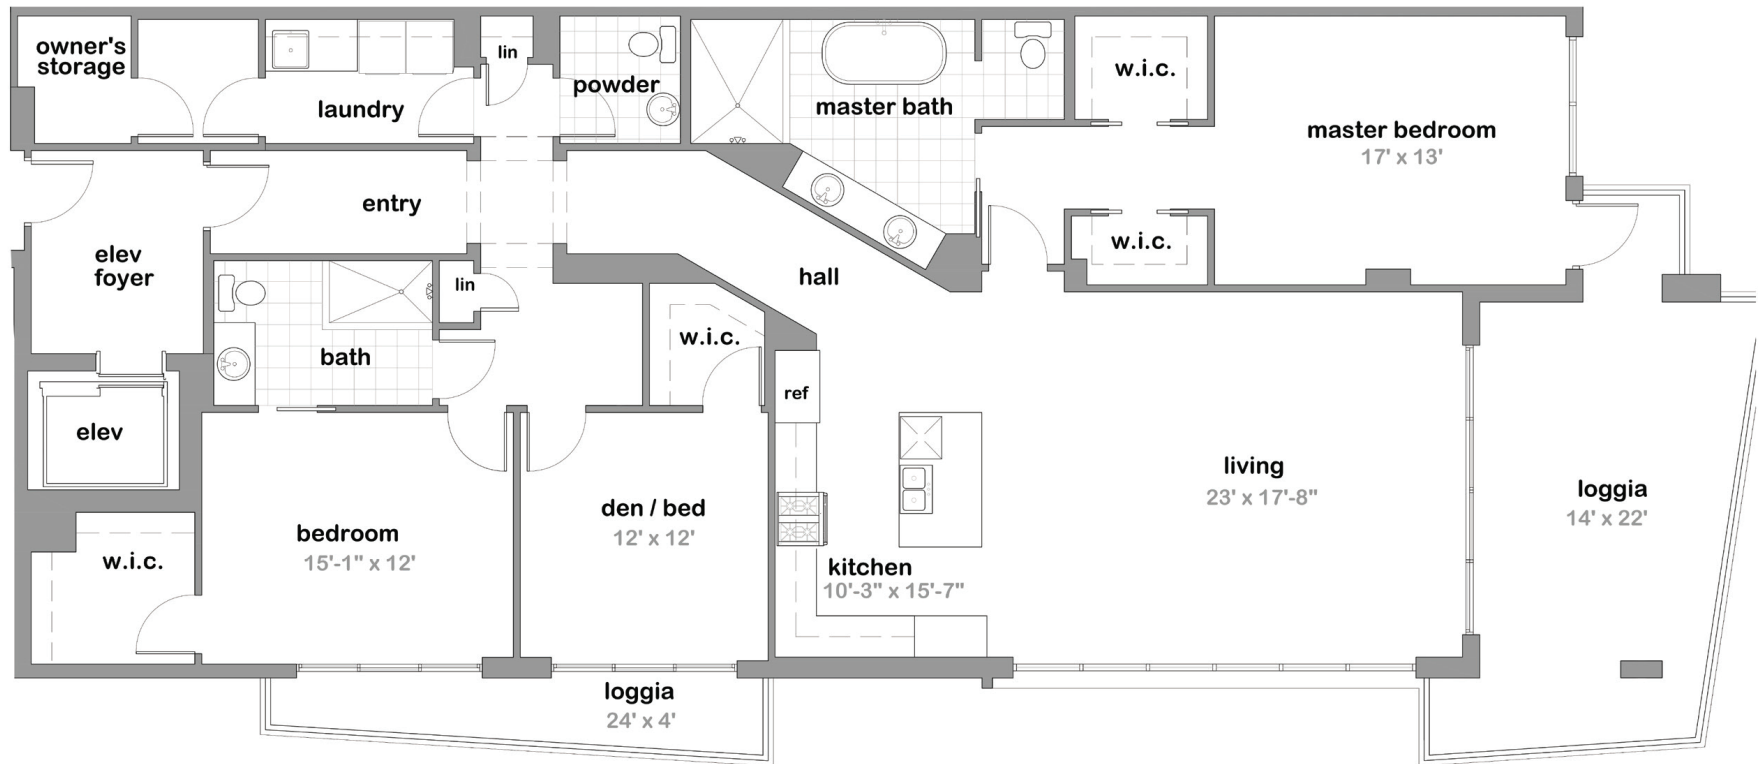 owner's
storage
laundry
lin
powder
master bath
w.i.c.
master bedroom
17' x 13'
entry
elev
foyer
hall
w.i.c.
lin
bath
w.i.c.
ref
elev
living
23' x 17'-8"
loggia
14' x 22'
bedroom
15'-1" x 12'
den / bed
12' x 12'
w.i.c.
kitchen
10'-3" x 15'-7"
loggia
24' x 4'